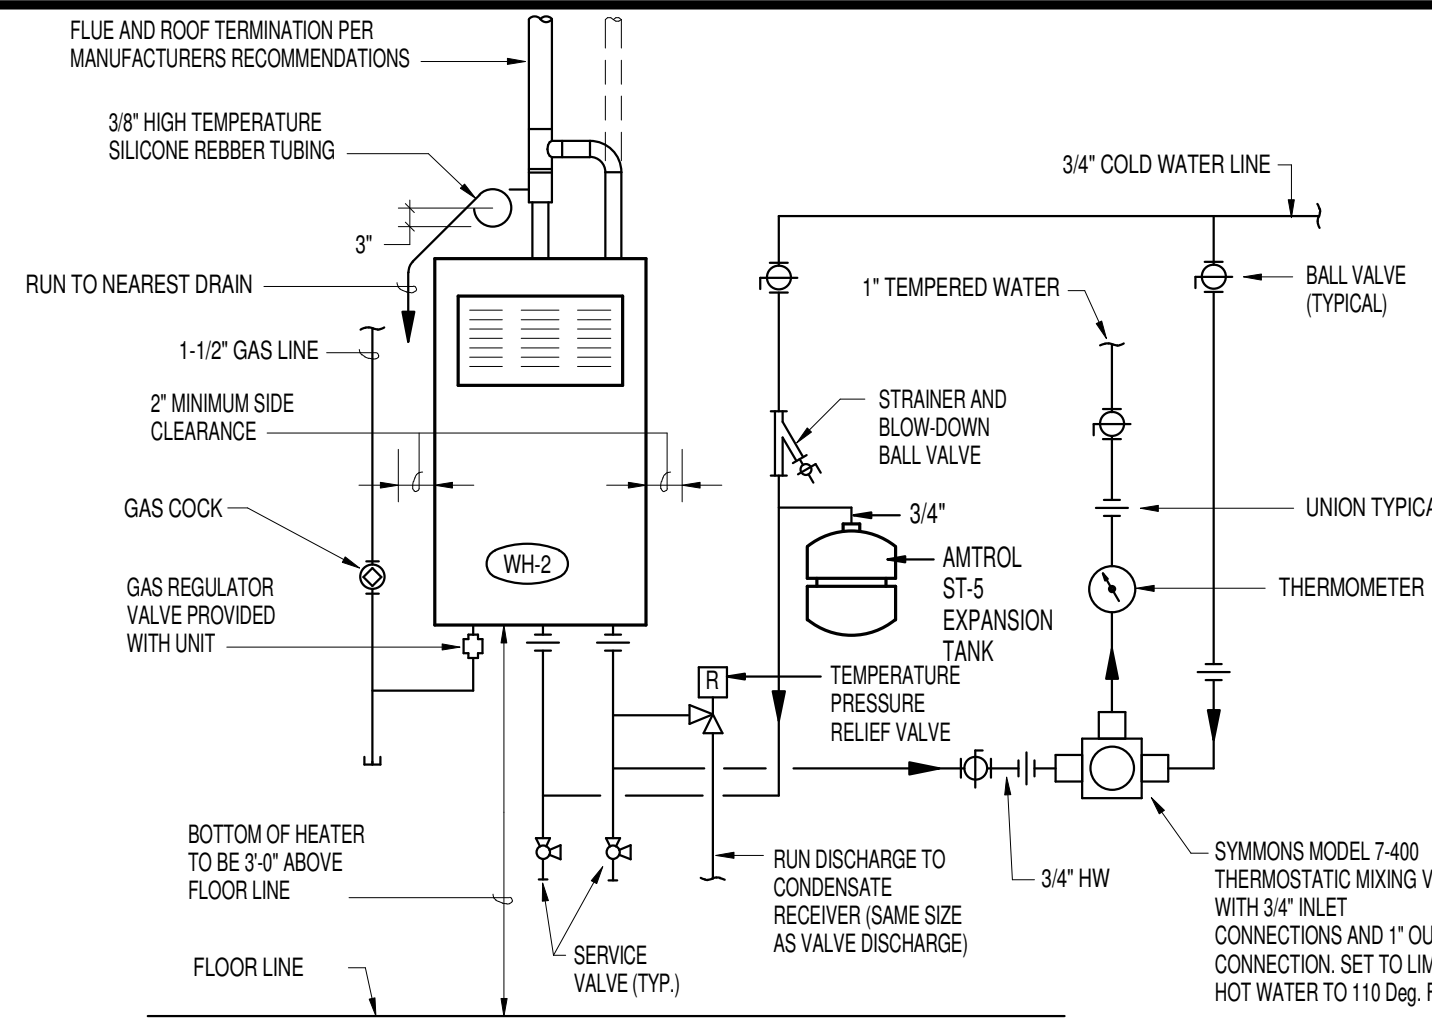 FLUE AND ROOF TERMINATION PER
MANUFACTURERS RECOMMENDATIONS
3/8" HIGH TEMPERATURE
SILICONE REBBER TUBING
3"
RUN TO NEAREST DRAIN
1-1/2" GAS LINE
2" MINIMUM SIDE
CLEARANCE
GAS COCK
GAS REGULATOR
VALVE PROVIDED
WITH UNIT
WH-2
3/4" COLD WATER LINE
1" TEMPERED WATER
BALL VALVE
(TYPICAL)
STRAINER AND
BLOW-DOWN
BALL VALVE
3/4"
AMTROL
ST-5
EXPANSION
TANK
UNION
THERMOMETER
R
TEMPERATURE
PRESSURE
RELIEF VALVE
BOTTOM OF HEATER
TO BE 3'-0" ABOVE
FLOOR LINE
FLOOR LINE
SERVICE
VALVE (TYP.)
RUN DISCHARGE TO
CONDENSATE
RECEIVER (SAME SIZE
AS VALVE DISCHARGE)
3/4" HW
SYMMONS MODEL 7-400
THERMOSTATIC MIXING
WITH 3/4" INLET
CONNECTIONS AND 1"
CONNECTION. SET TO
HOT WATER TO 110 Deg.